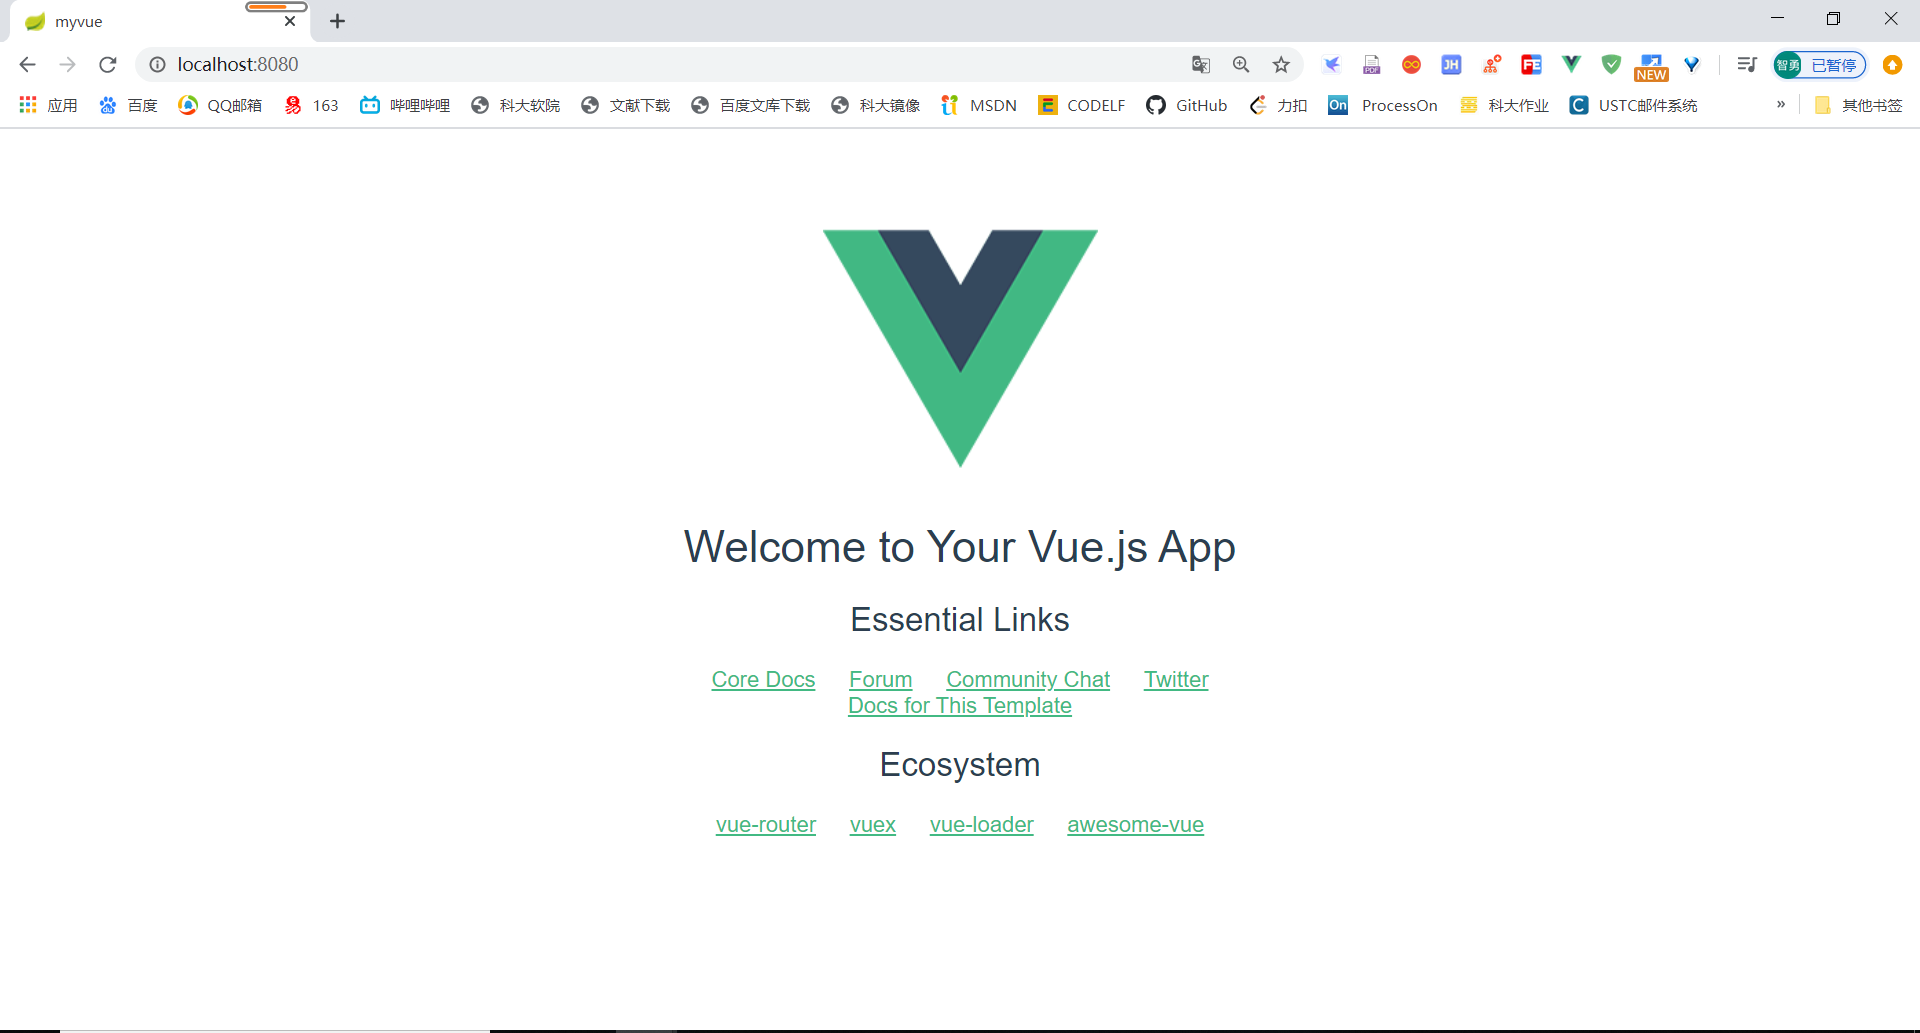 myvue
localhost:8080
PDF JH FE NEW 智勇 已暂停
应用 百度 QQ邮箱 163 哔哩哔哩 科大软院 文献下载 百度文库下载 科大镜像 MSDN CODELF GitHub 力扣 On ProcessOn 科大作业 C USTC邮件系统 » 其他书签
Welcome to Your Vue.js App
Essential Links
Core Docs Forum Community Chat Twitter
Docs for This Template
Ecosystem
vue-router vuex vue-loader awesome-vue